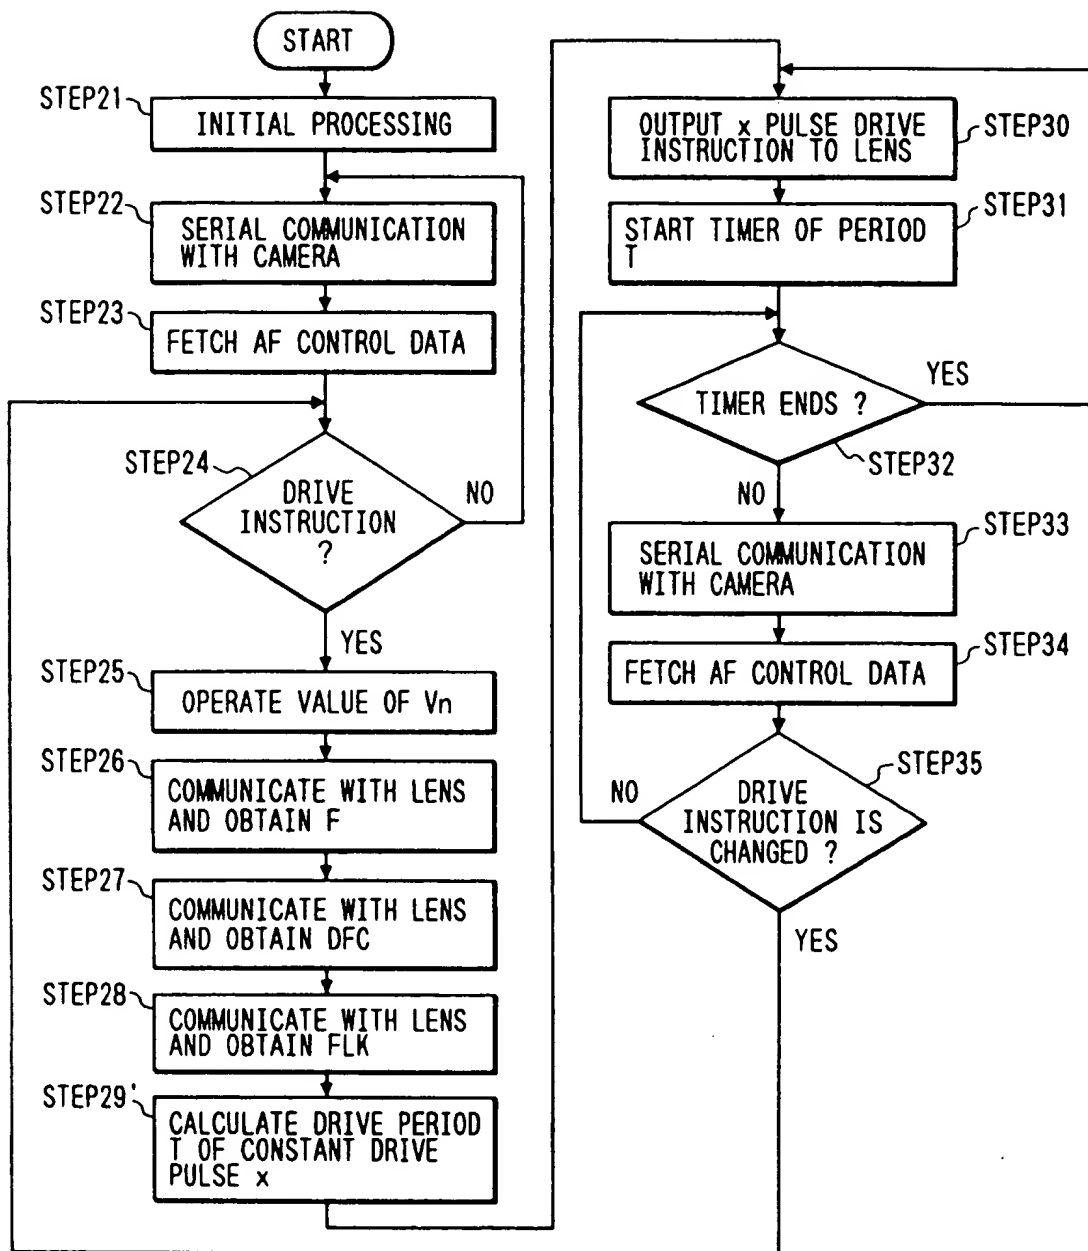 START
STEP21
INITIAL PROCESSING
STEP22
SERIAL COMMUNICATION
WITH CAMERA
STEP23
FETCH AF CONTROL DATA
STEP24
DRIVE
INSTRUCTION
?
NO
YES
STEP25
OPERATE VALUE OF Vn
STEP26
COMMUNICATE WITH LENS
AND OBTAIN F
STEP27
COMMUNICATE WITH LENS
AND OBTAIN DFC
STEP28
COMMUNICATE WITH LENS
AND OBTAIN FLK
STEP29'
CALCULATE DRIVE PERIOD
T OF CONSTANT DRIVE
PULSE x
OUTPUT x PULSE DRIVE
INSTRUCTION TO LENS
STEP30
STEP31
START TIMER OF PERIOD
T
TIMER ENDS ?
YES
STEP32
NO
STEP33
SERIAL COMMUNICATION
WITH CAMERA
STEP34
FETCH AF CONTROL DATA
STEP35
DRIVE
INSTRUCTION IS
CHANGED ?
NO
YES